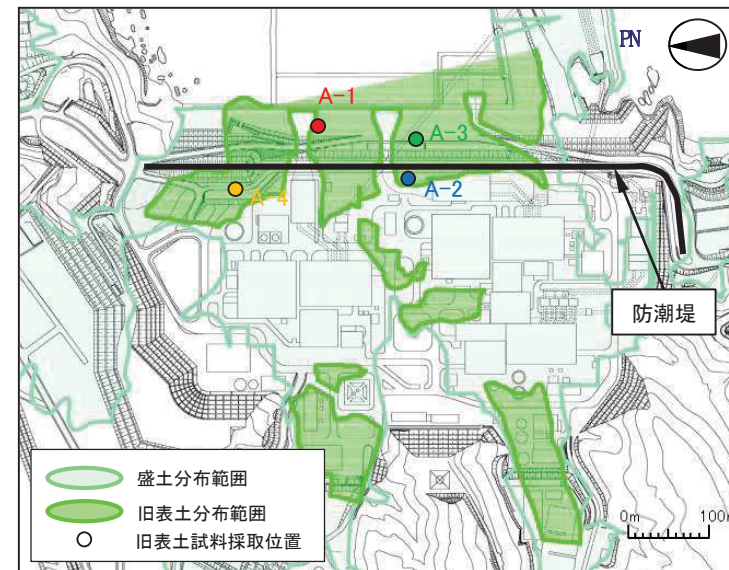 PN
A-1
A-3
A-2
A-4
防潮堤
盛土分布範囲
旧表土分布範囲
旧表土試料採取位置
0m 100m